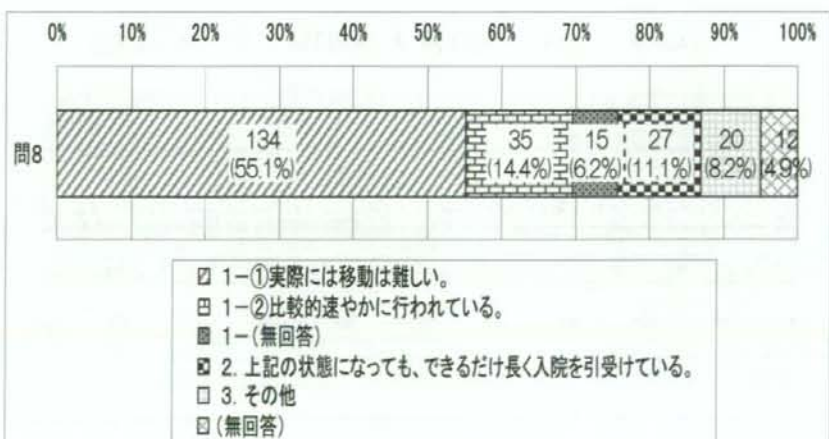 0% 10% 20% 30% 40% 50% 60% 70% 80% 90% 100%
問8
134 35 15 27 20 12
(55.1%) (14.4%) (6.2%) (11.1%) (8.2%) (4.9%)
1-①実際には移動は難しい。
1-②比較的速やかに行われている。
1-(無回答)
2. 上記の状態になっても、できるだけ長く入院を引受けている。
3. その他
(無回答)